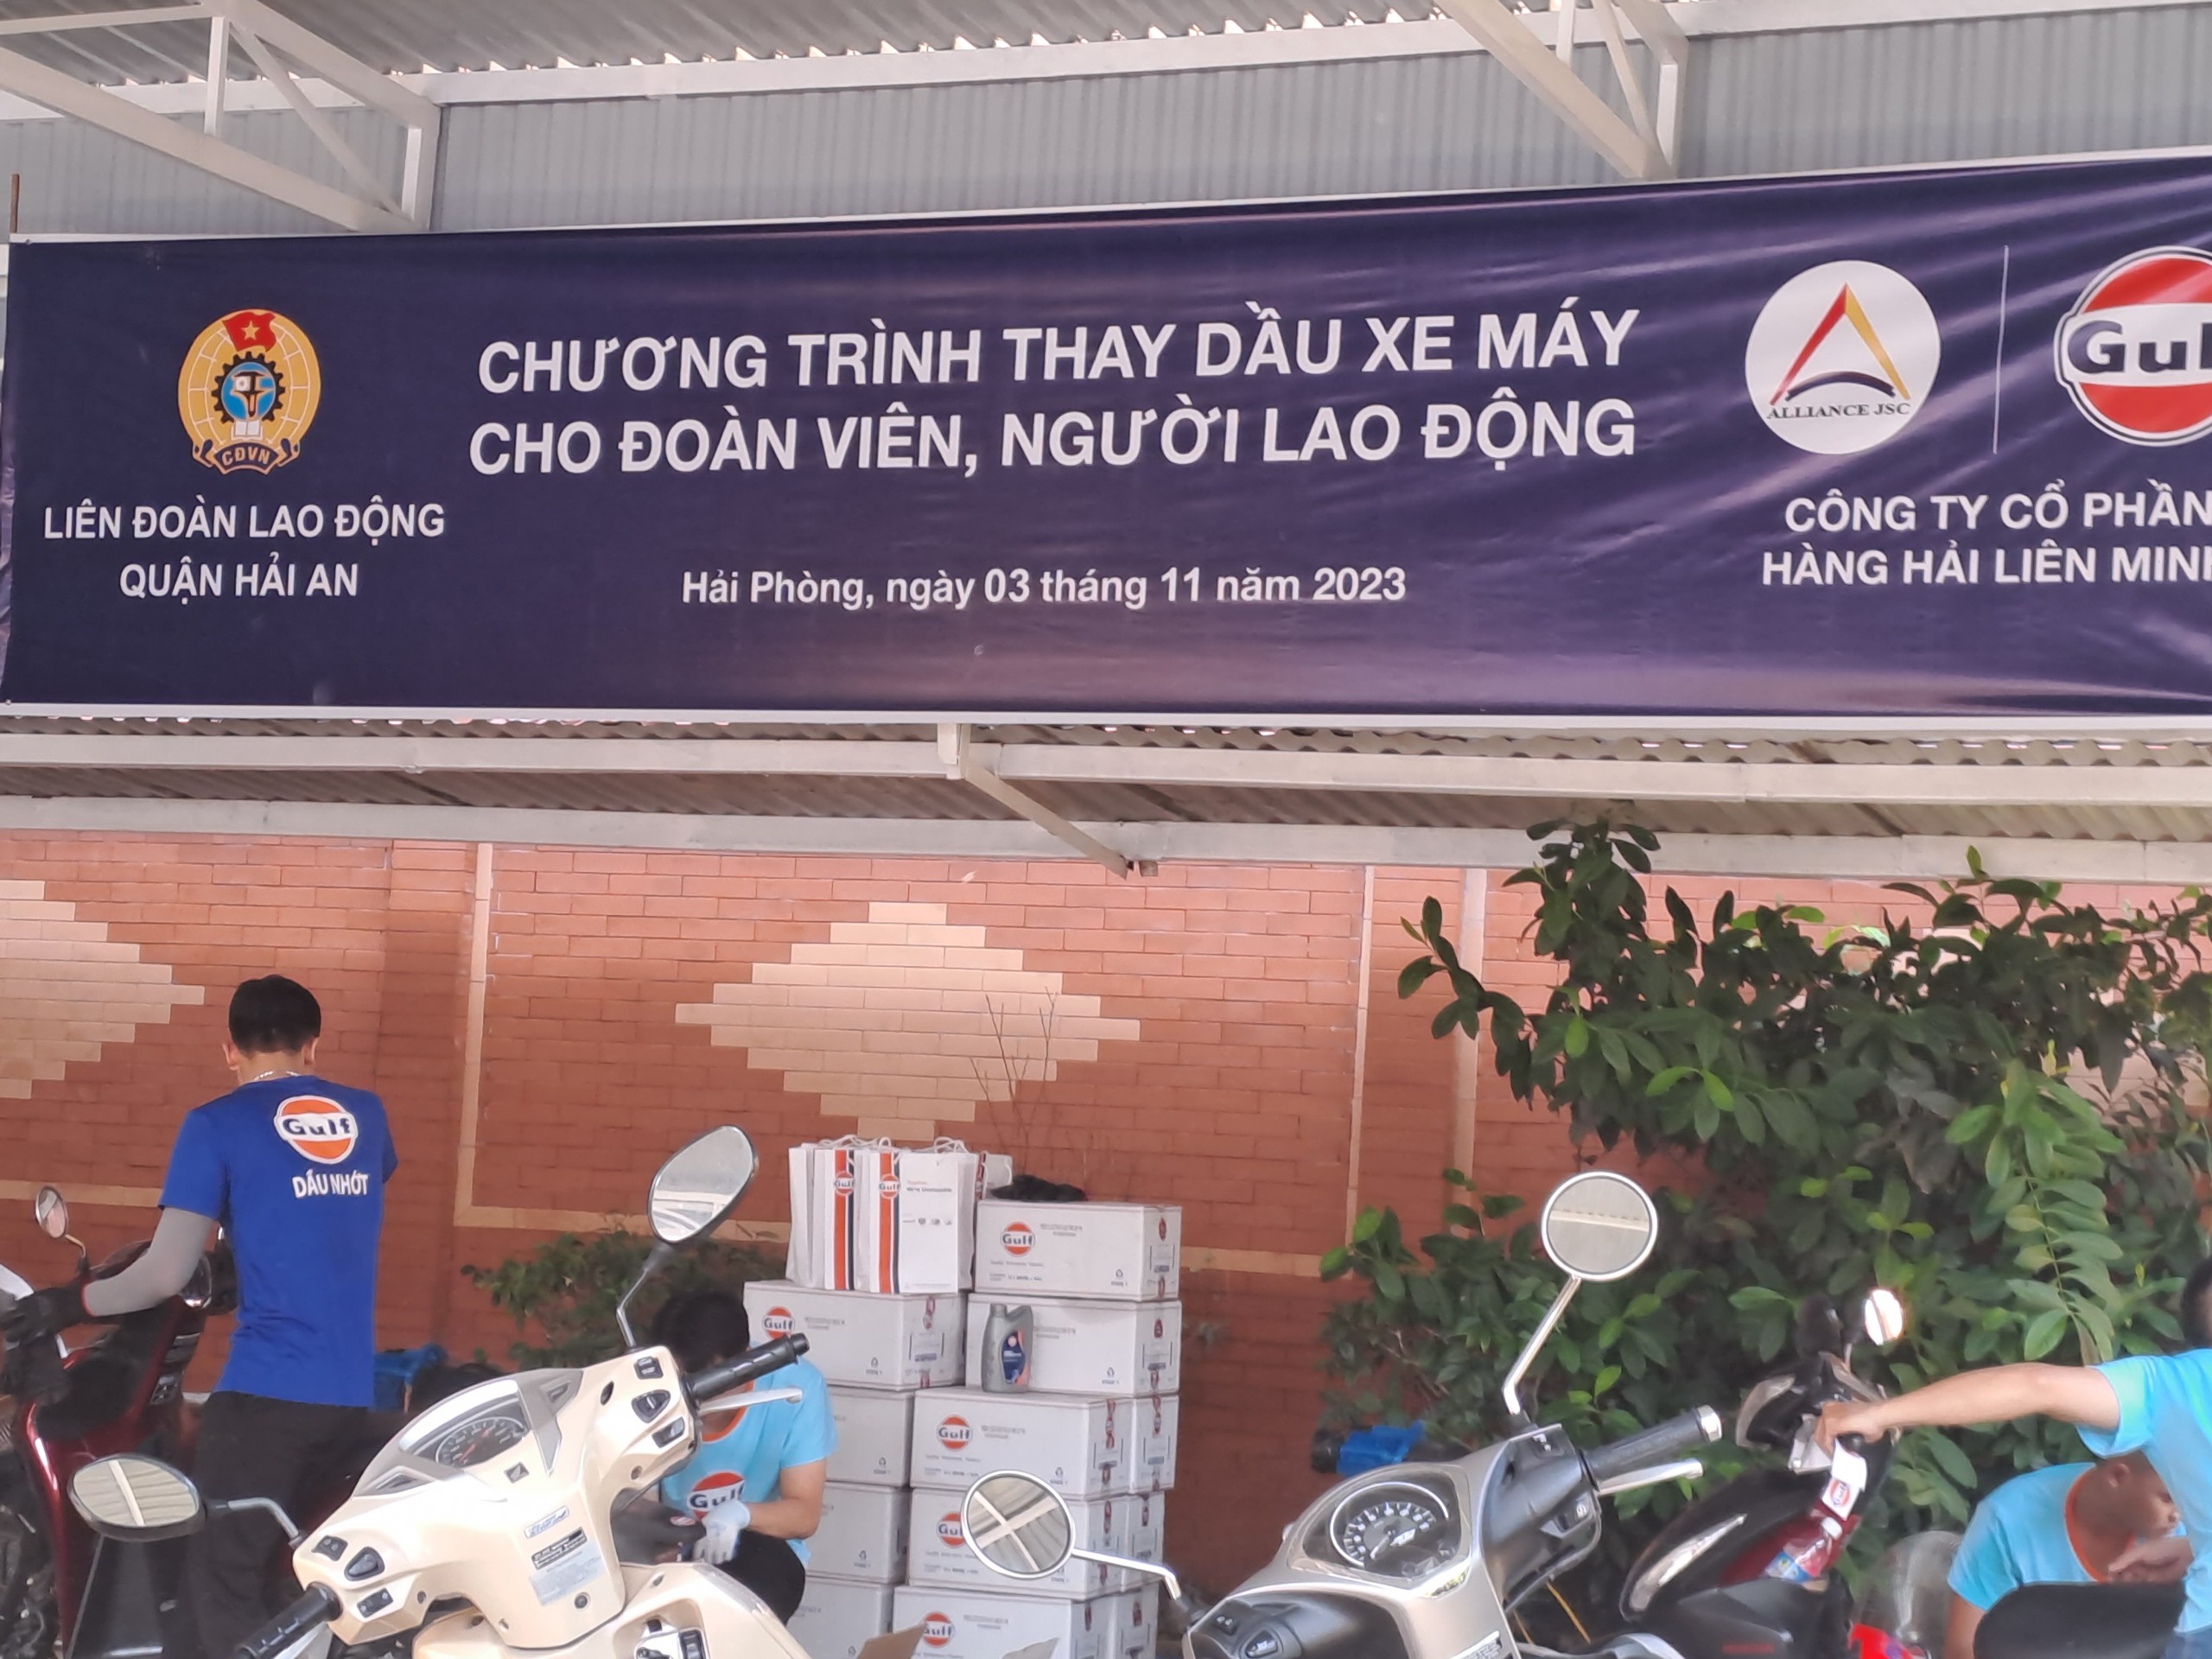 CĐVN
LIÊN ĐOÀN LAO ĐỘNG
QUẬN HẢI AN
CHƯƠNG TRÌNH THAY DẦU XE MÁY
CHO ĐOÀN VIÊN, NGƯỜI LAO ĐỘNG
Hải Phòng, ngày 03 tháng 11 năm 2023
ALLIANCE JSC
Gul
CÔNG TY CỔ PHẦN
HÀNG HẢI LIÊN MINH
Gulf
DẦU NHỚT
Gulf
Gulf
Gulf
Gulf
Gulf
Gulf
Gulf